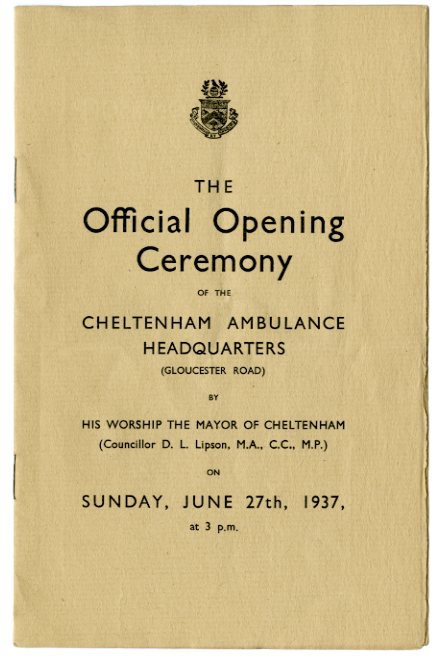 THE
Official Opening
Ceremony
OF THE
CHELTENHAM AMBULANCE
HEADQUARTERS
(GLOUCESTER ROAD)
BY
HIS WORSHIP THE MAYOR OF CHELTENHAM
(Councillor D. L. Lipson, M.A., C.C., M.P.)
ON
SUNDAY, JUNE 27th, 1937,
at 3 p.m.